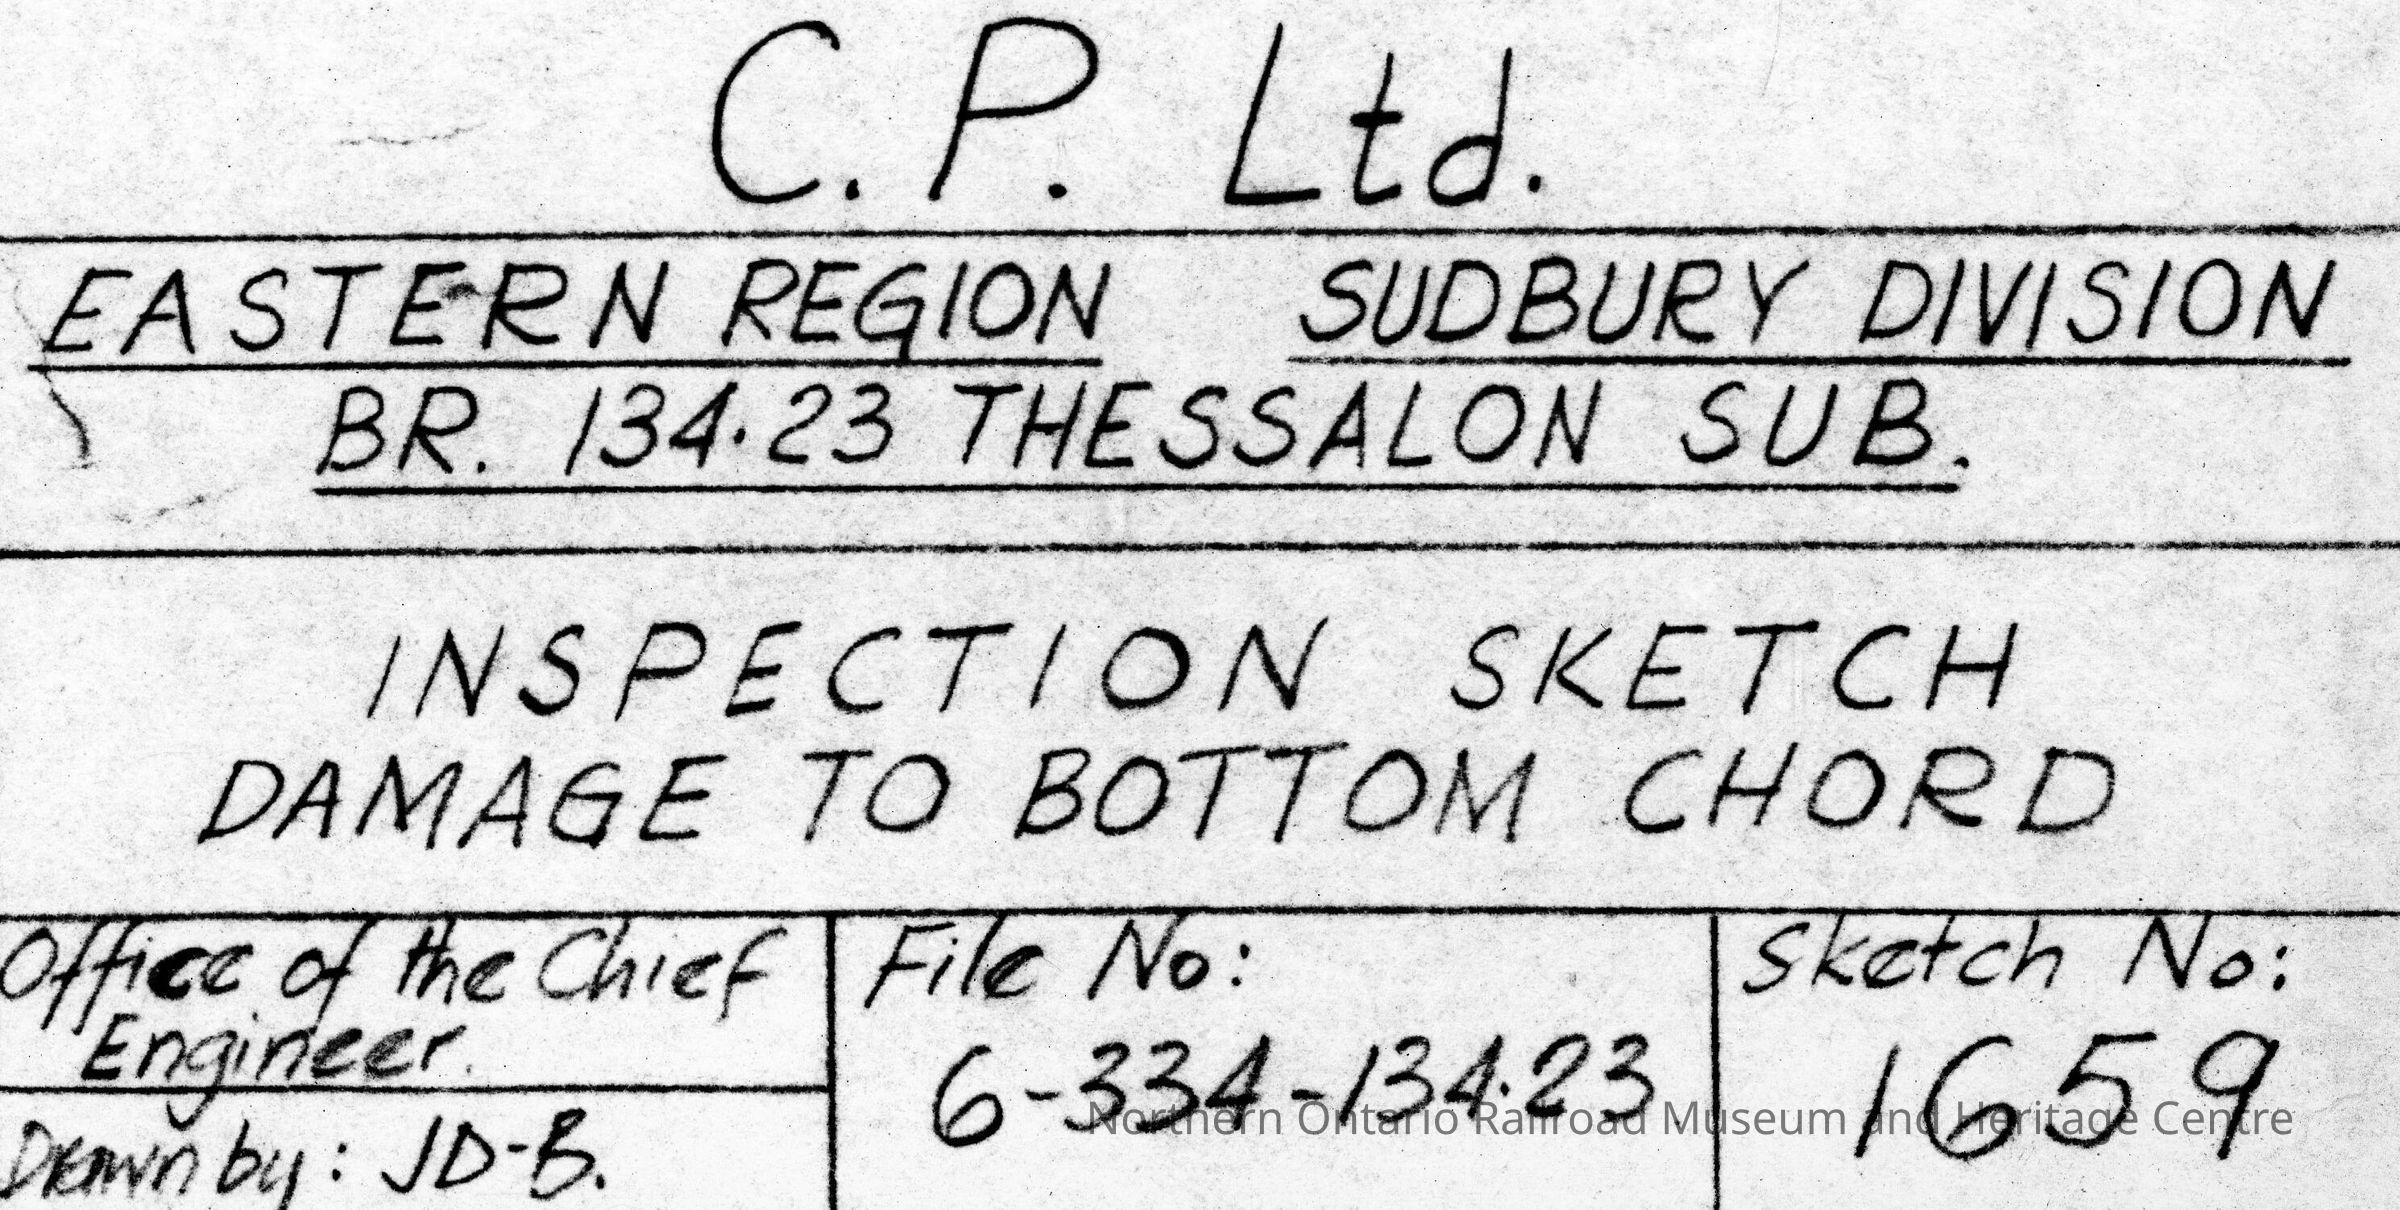 C. P. Ltd.
EASTERN REGION SUDBURY DIVISION
BR. 134.23 THESSALON SUB.
INSPECTION SKETCH
DAMAGE TO BOTTOM CHORD
Office of the Chief
Engineer.
Drawn by: JD-B.
File No:
6-334-134.23
Sketch No:
1659
Northern Ontario Railroad Museum and Heritage Centre